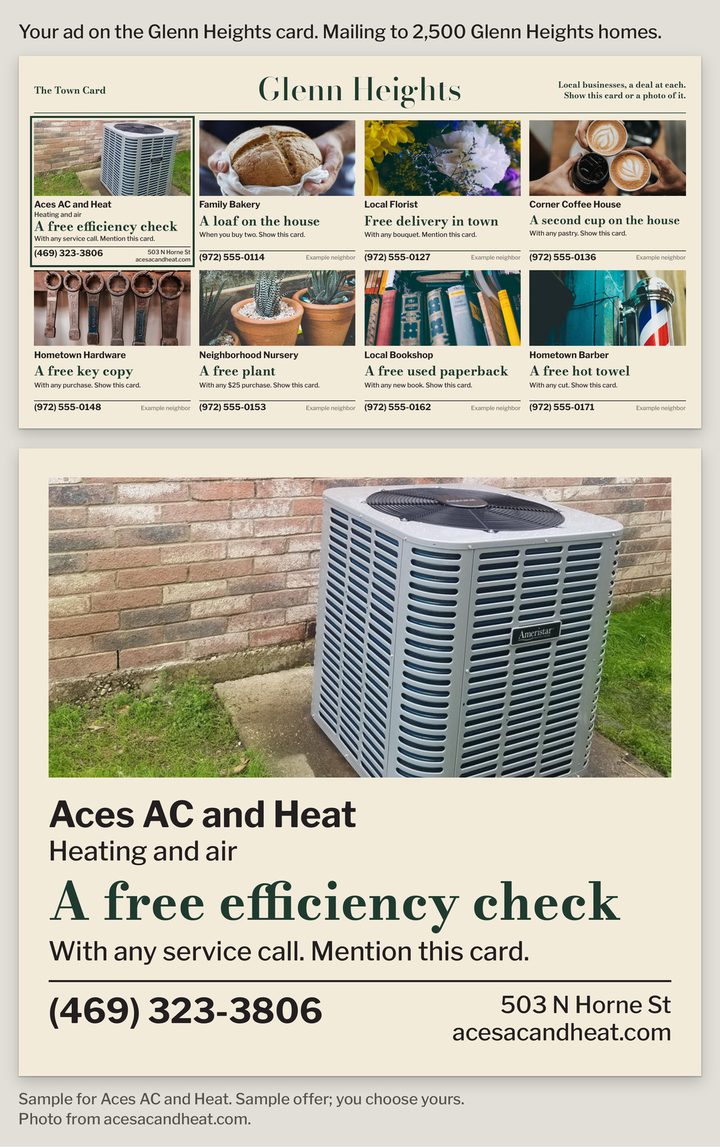 Your ad on the Glenn Heights card. Mailing to 2,500 Glenn Heights homes.
The Town Card
Glenn Heights
Local businesses, a deal at each.
Show this card or a photo of it.
Aces AC and Heat
Heating and air
A free efficiency check
With any service call. Mention this card.
(469) 323-3806
503 N Horne St
acesacandheat.com
Family Bakery
A loaf on the house
When you buy two. Show this card.
(972) 555-0114
Example neighbor
Local Florist
Free delivery in town
With any bouquet. Mention this card.
(972) 555-0127
Example neighbor
Corner Coffee House
A second cup on the house
With any pastry. Show this card.
(972) 555-0136
Example neighbor
Hometown Hardware
A free key copy
With any purchase. Show this card.
(972) 555-0148
Example neighbor
Neighborhood Nursery
A free plant
With any $25 purchase. Show this card.
(972) 555-0153
Example neighbor
Local Bookshop
A free used paperback
With any new book. Show this card.
(972) 555-0162
Example neighbor
Hometown Barber
A free hot towel
With any cut. Show this card.
(972) 555-0171
Example neighbor
Ameristar
Aces AC and Heat
Heating and air
A free efficiency check
With any service call. Mention this card.
(469) 323-3806
503 N Horne St
acesacandheat.com
Sample for Aces AC and Heat. Sample offer; you choose yours.
Photo from acesacandheat.com.